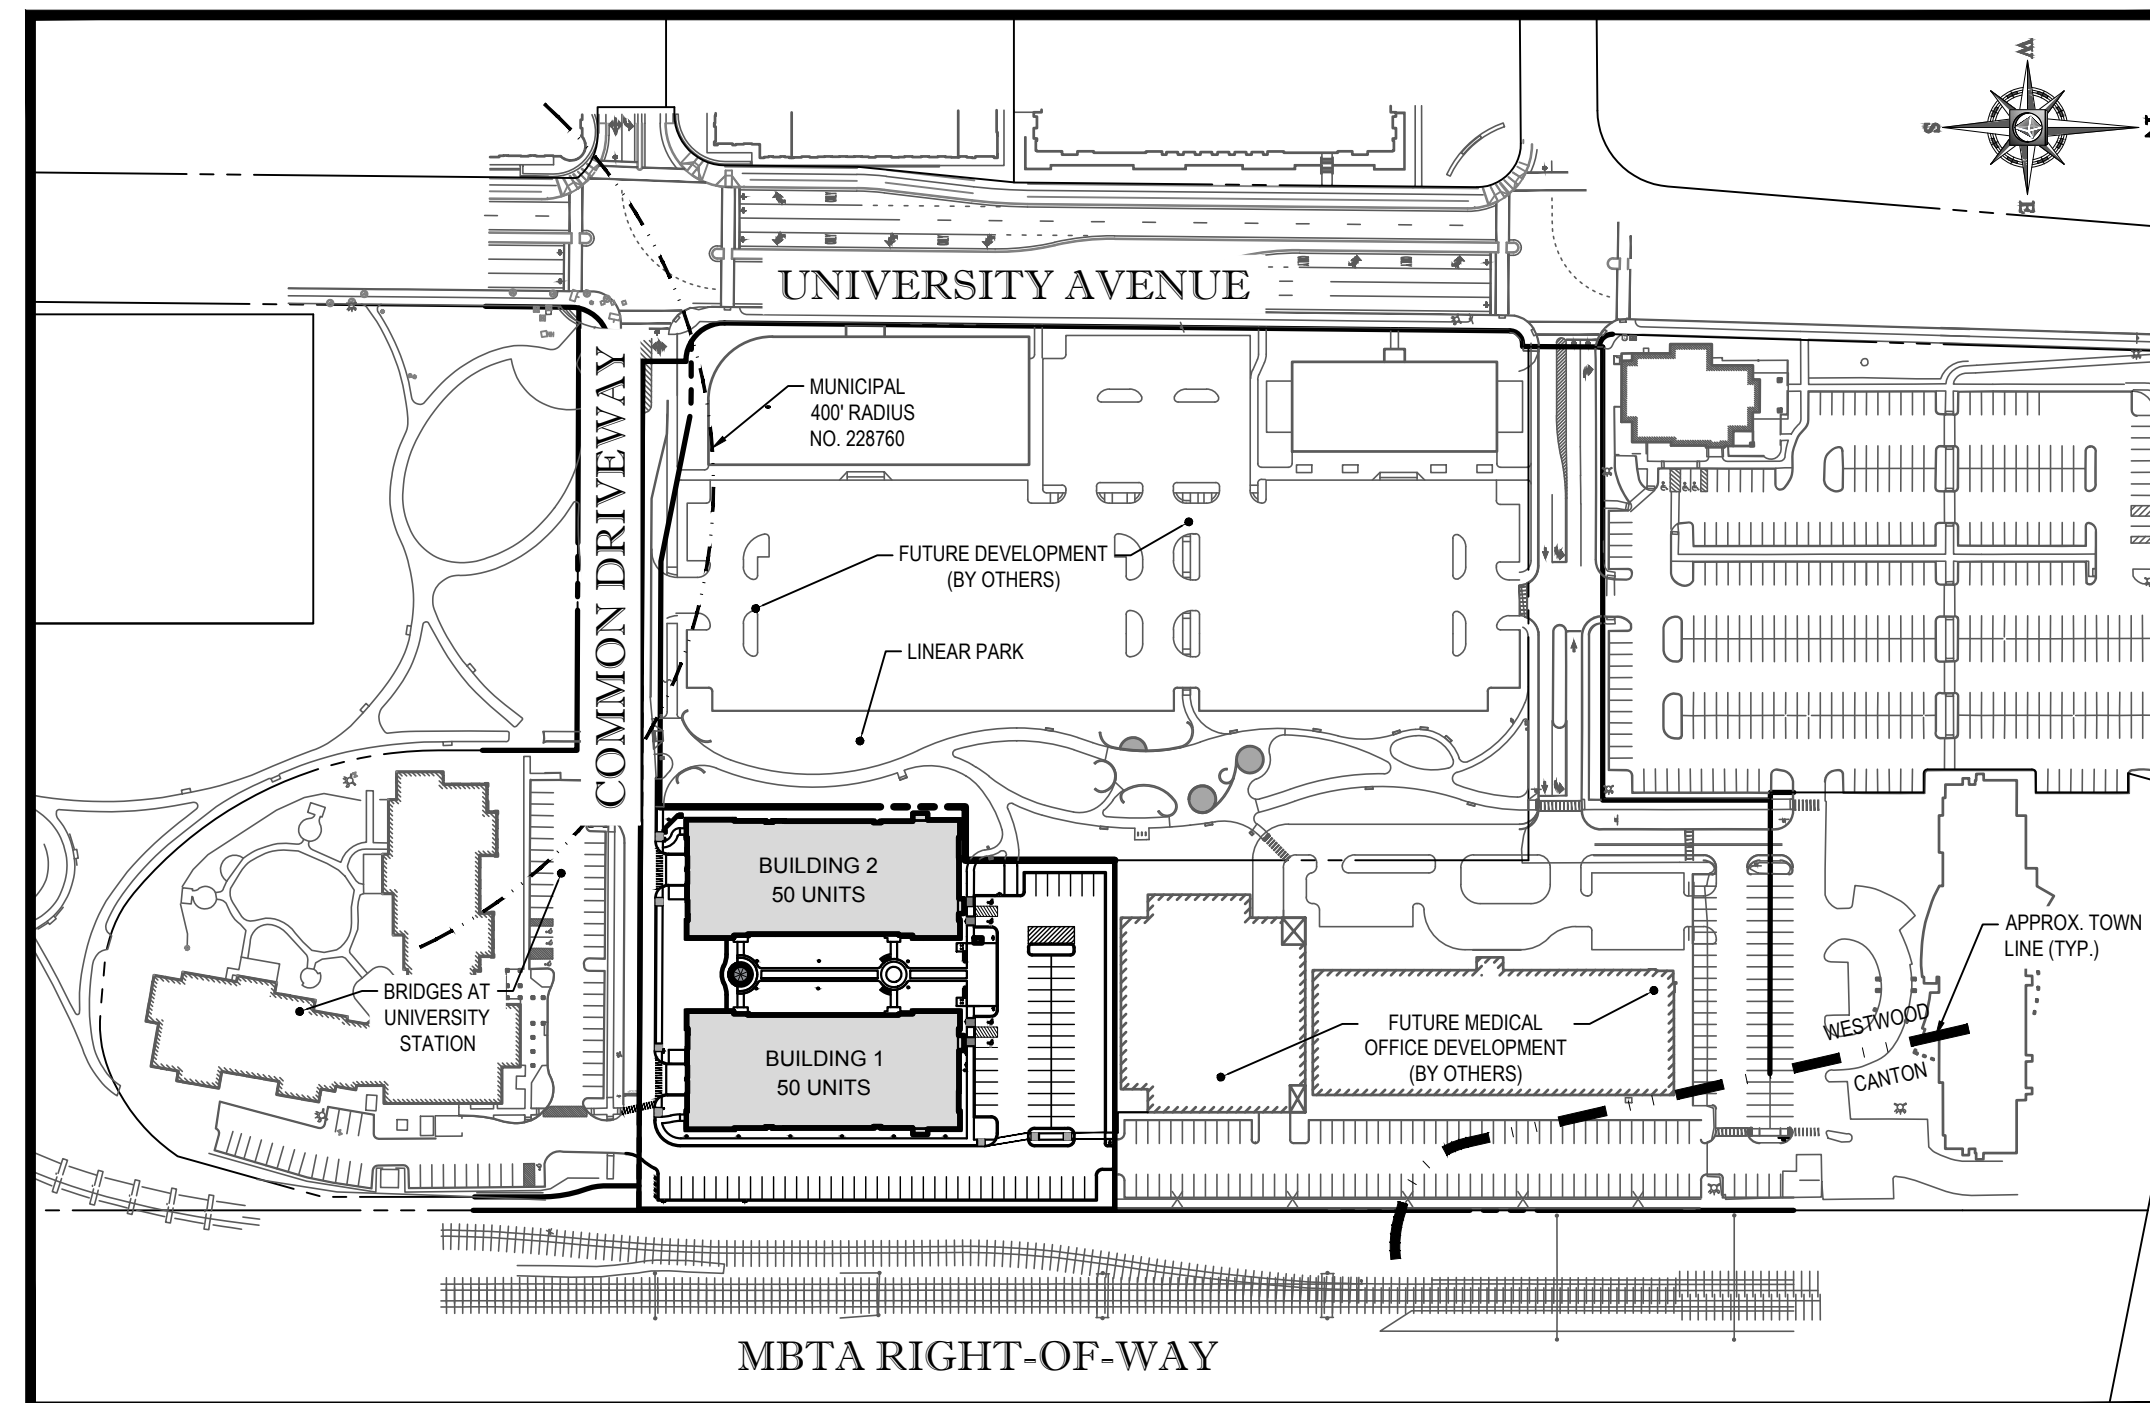 W
S
N
E
UNIVERSITY AVENUE
COMMON DRIVEWAY
MUNICIPAL
400' RADIUS
NO. 228760
FUTURE DEVELOPMENT
(BY OTHERS)
LINEAR PARK
BUILDING 2
50 UNITS
BUILDING 1
50 UNITS
BRIDGES AT
UNIVERSITY
STATION
FUTURE MEDICAL
OFFICE DEVELOPMENT
(BY OTHERS)
APPROX. TOWN
LINE (TYP.)
WESTWOOD
CANTON
MBTA RIGHT-OF-WAY